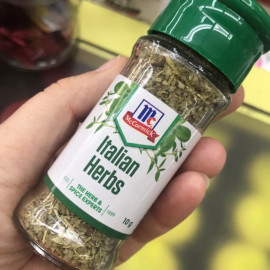 Mc
McCormick
Italian
Herbs
THE HERB &
SPICE EXPERTS
10 g